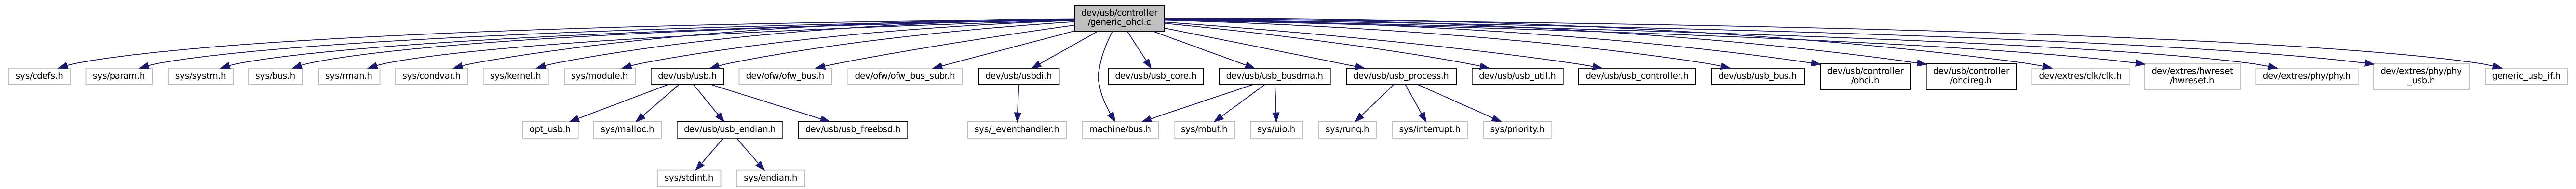 dev/usb/controller
/generic_ohci.c
sys/cdefs.h
sys/param.h
sys/systm.h
sys/bus.h
sys/rman.h
sys/condvar.h
sys/kernel.h
sys/module.h
dev/usb/usb.h
dev/ofw/ofw_bus.h
dev/ofw/ofw_bus_subr.h
dev/usb/usbdi.h
dev/usb/usb_core.h
dev/usb/usb_busdma.h
dev/usb/usb_process.h
dev/usb/usb_util.h
dev/usb/usb_controller.h
dev/usb/usb_bus.h
dev/usb/controller
/ohci.h
dev/usb/controller
/ohcireg.h
dev/extres/clk/clk.h
dev/extres/hwreset
/hwreset.h
dev/extres/phy/phy.h
dev/extres/phy/phy
_usb.h
generic_usb_if.h
opt_usb.h
sys/malloc.h
dev/usb/usb_endian.h
dev/usb/usb_freebsd.h
sys/_eventhandler.h
machine/bus.h
sys/mbuf.h
sys/uio.h
sys/runq.h
sys/interrupt.h
sys/priority.h
sys/stdint.h
sys/endian.h